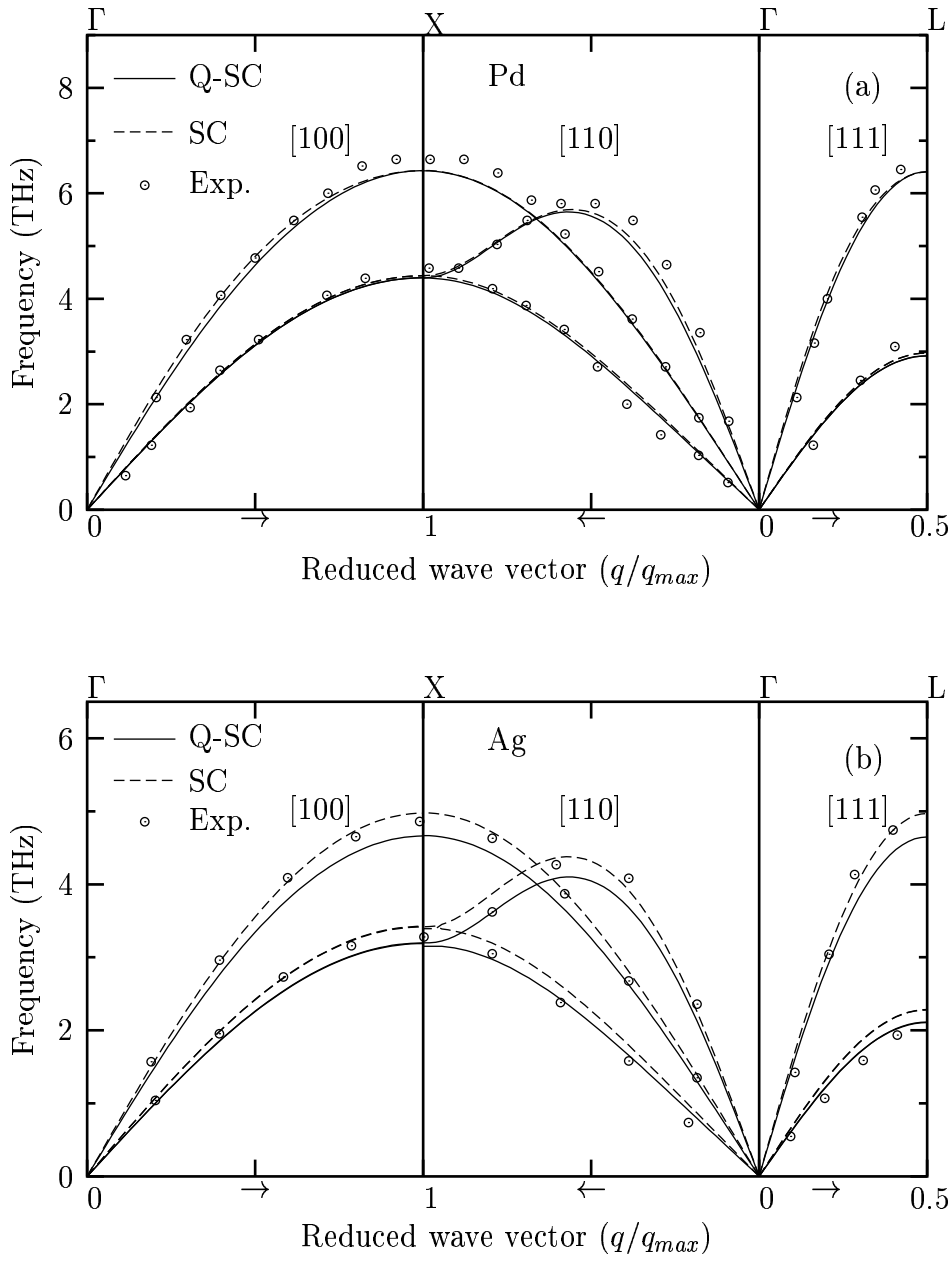 Γ X Γ L
Q-SC Pd (a)
8
SC [100] [110] [111]
Exp.
6
4
2
0
Frequency (THz)
0 → 1 ← 0 → 0.5
Reduced wave vector (q/q_max)
Γ X Γ L
6 Q-SC Ag (b)
SC
Exp. [100] [110] [111]
4
2
0
Frequency (THz)
0 → 1 ← 0 → 0.5
Reduced wave vector (q/q_max)